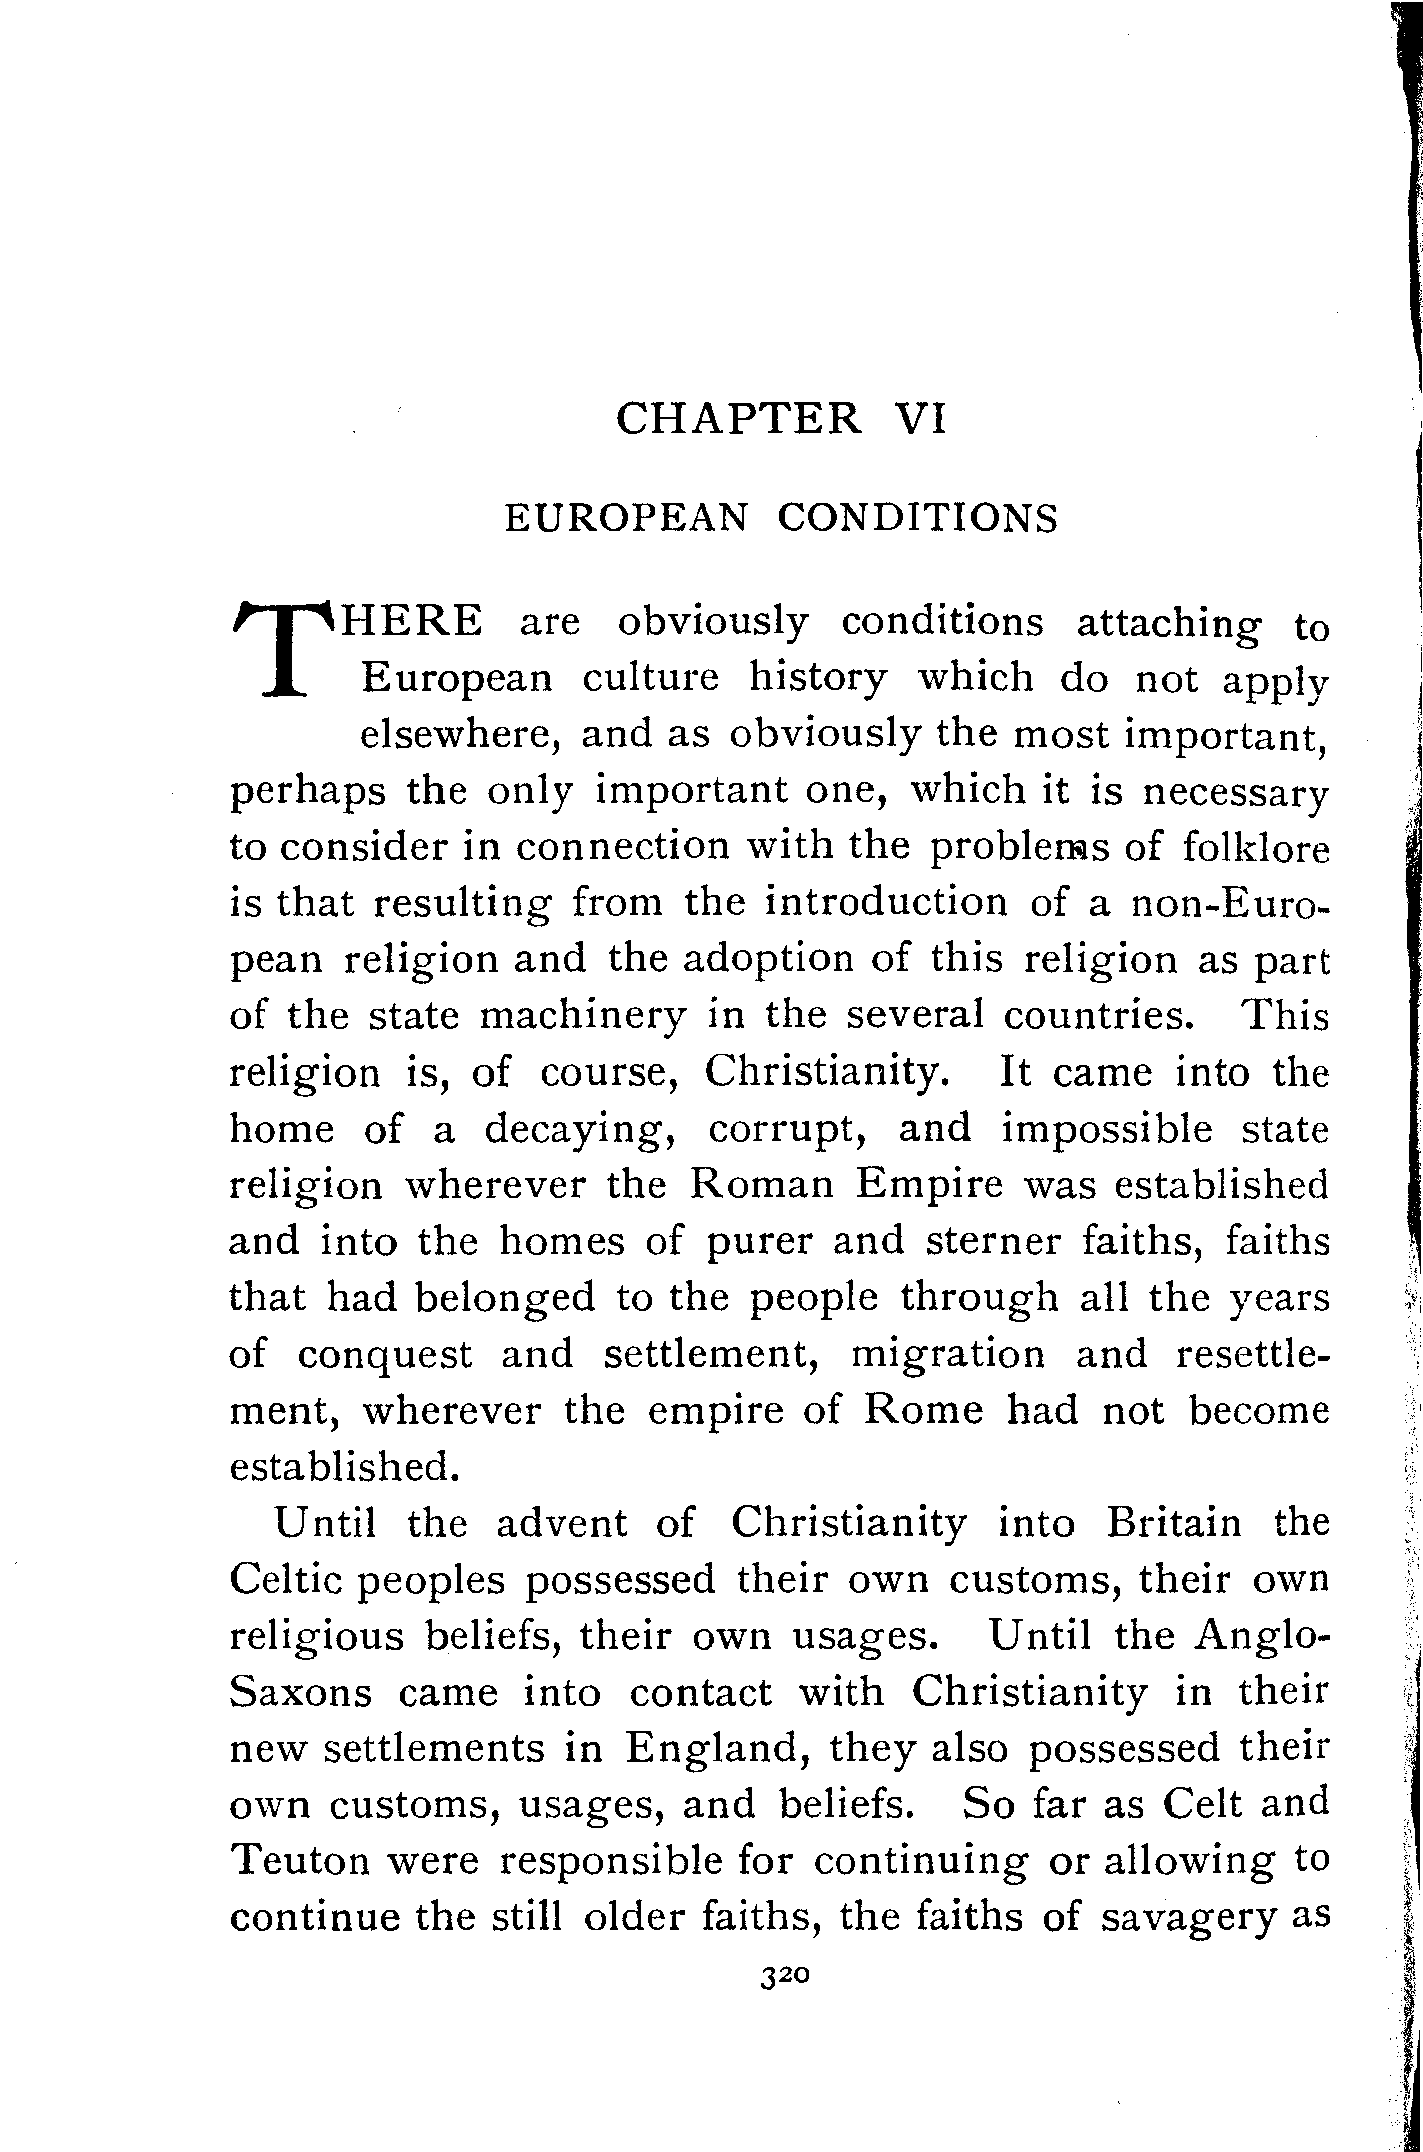 CHAPTER VI
EUROPEAN CONDITIONS
THERE are obviously conditions attaching to
European culture history which do not apply
elsewhere, and as obviously the most important,
perhaps the only important one, which it is necessary
to consider in connection with the problems of folklore
is that resulting from the introduction of a non-Euro-
pean religion and the adoption of this religion as part
of the state machinery in the several countries. This
religion is, of course, Christianity. It came into the
home of a decaying, corrupt, and impossible state
religion wherever the Roman Empire was established
and into the homes of purer and sterner faiths, faiths
that had belonged to the people through all the years
of conquest and settlement, migration and resettle-
ment, wherever the empire of Rome had not become
established.
Until the advent of Christianity into Britain the
Celtic peoples possessed their own customs, their own
religious beliefs, their own usages. Until the Anglo-
Saxons came into contact with Christianity in their
new settlements in England, they also possessed their
own customs, usages, and beliefs. So far as Celt and
Teuton were responsible for continuing or allowing to
continue the still older faiths, the faiths of savagery as
320